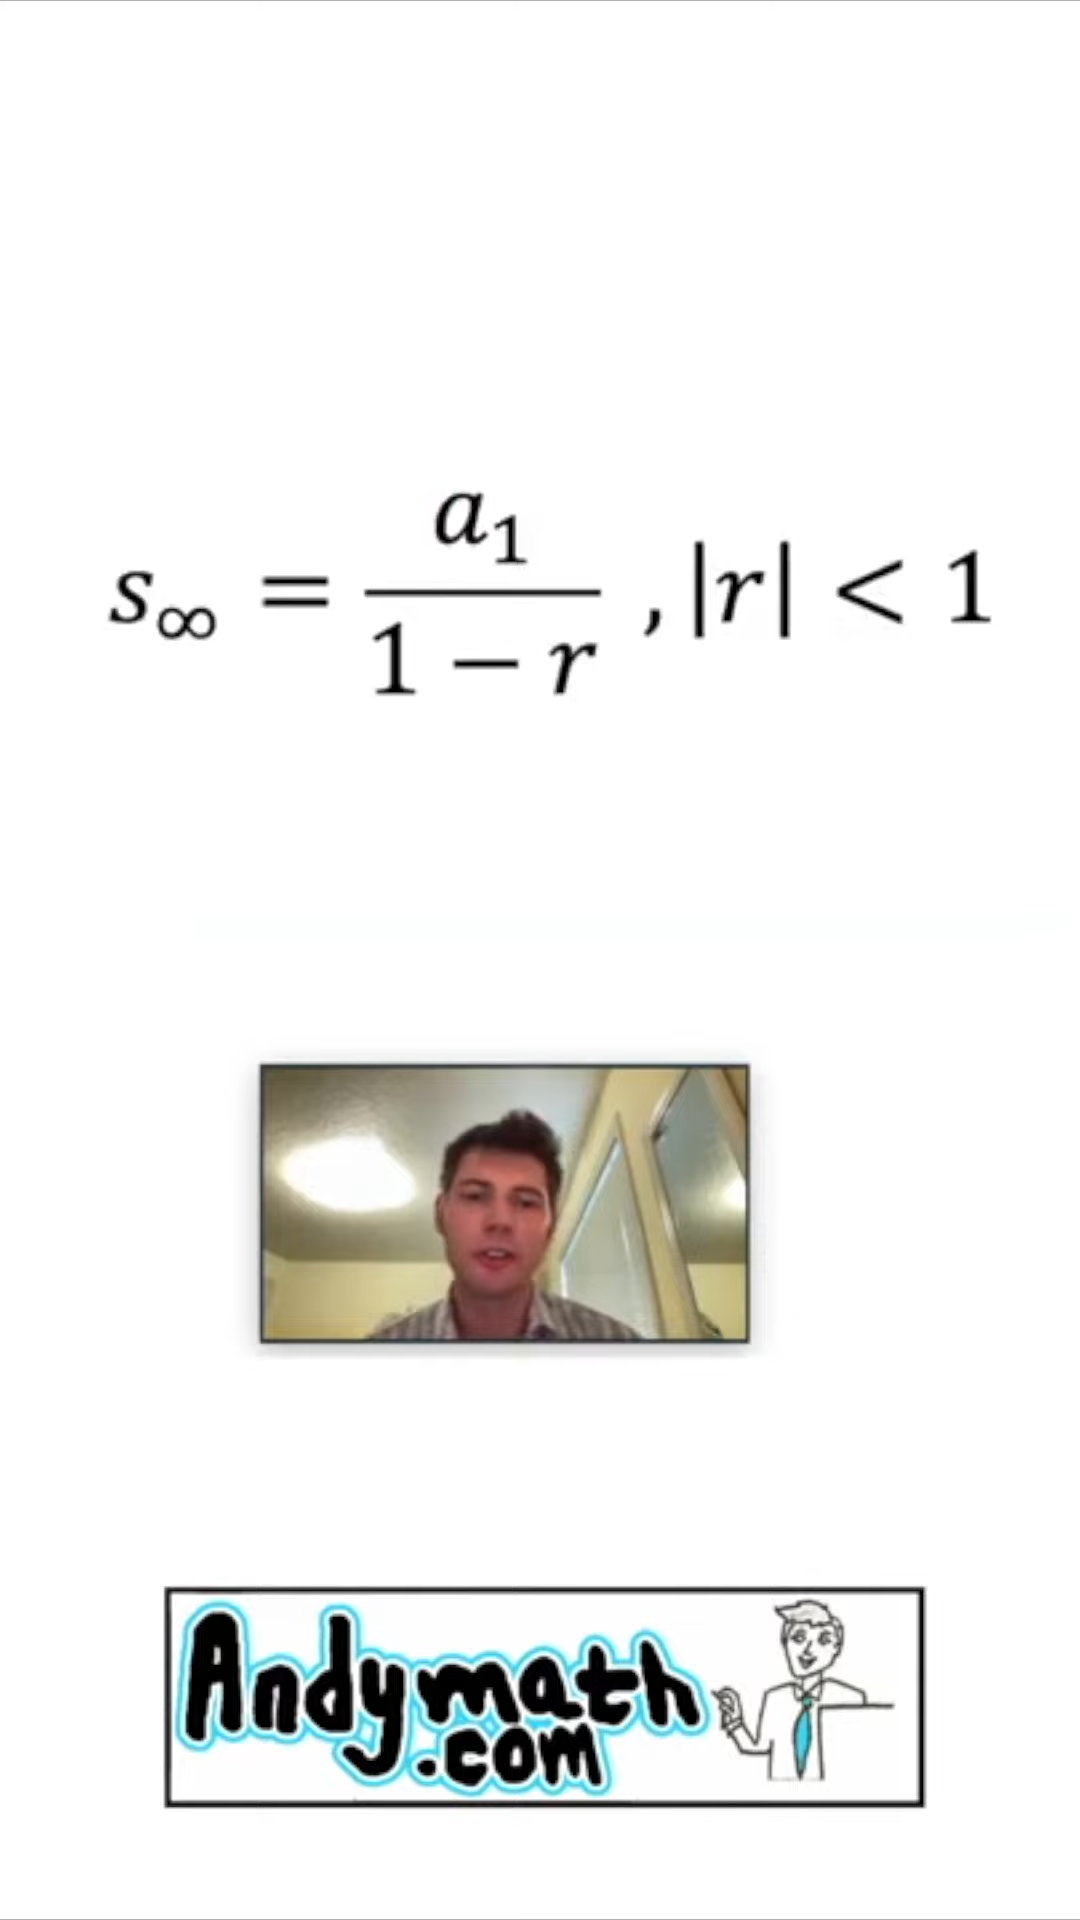 s∞ = a₁ / (1 − r) , |r| < 1
Andymath
.com